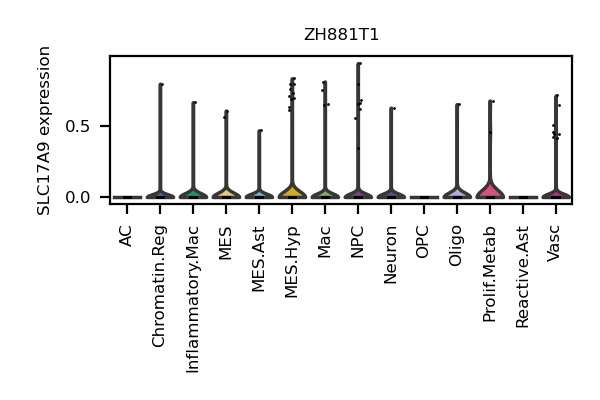 ZH881T1
SLC17A9 expression
0.5
0.0
AC
Chromatin.Reg
Inflammatory.Mac
MES
MES.Ast
MES.Hyp
Mac
NPC
Neuron
OPC
Oligo
Prolif.Metab
Reactive.Ast
Vasc